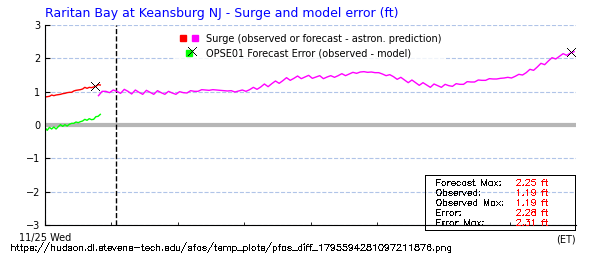 Raritan Bay at Keansburg NJ - Surge and model error (ft)
Surge (observed or forecast - astron. prediction)
OPSE01 Forecast Error (observed - model)
3
2
1
0
−1
−2
−3
Forecast Max: 2.25 ft
Observed: 1.19 ft
Observed Max: 1.19 ft
Error: 2.28 ft
Error Max: 2.31 ft
11/25 Wed
(ET)
https://hudson.dl.stevens-tech.edu/sfos/temp_plots/pfos_diff_1795594281097211876.png